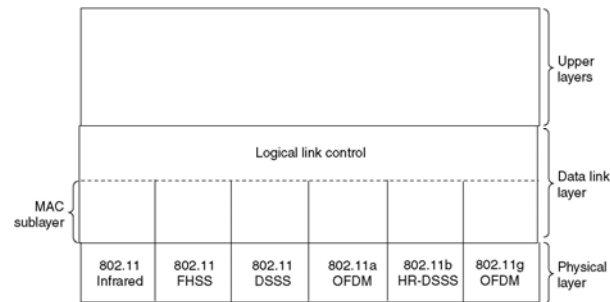 Upper
layers
Logical link control
Data link
layer
MAC
sublayer
802.11
Infrared
802.11
FHSS
802.11
DSSS
802.11a
OFDM
802.11b
HR-DSSS
802.11g
OFDM
Physical
layer